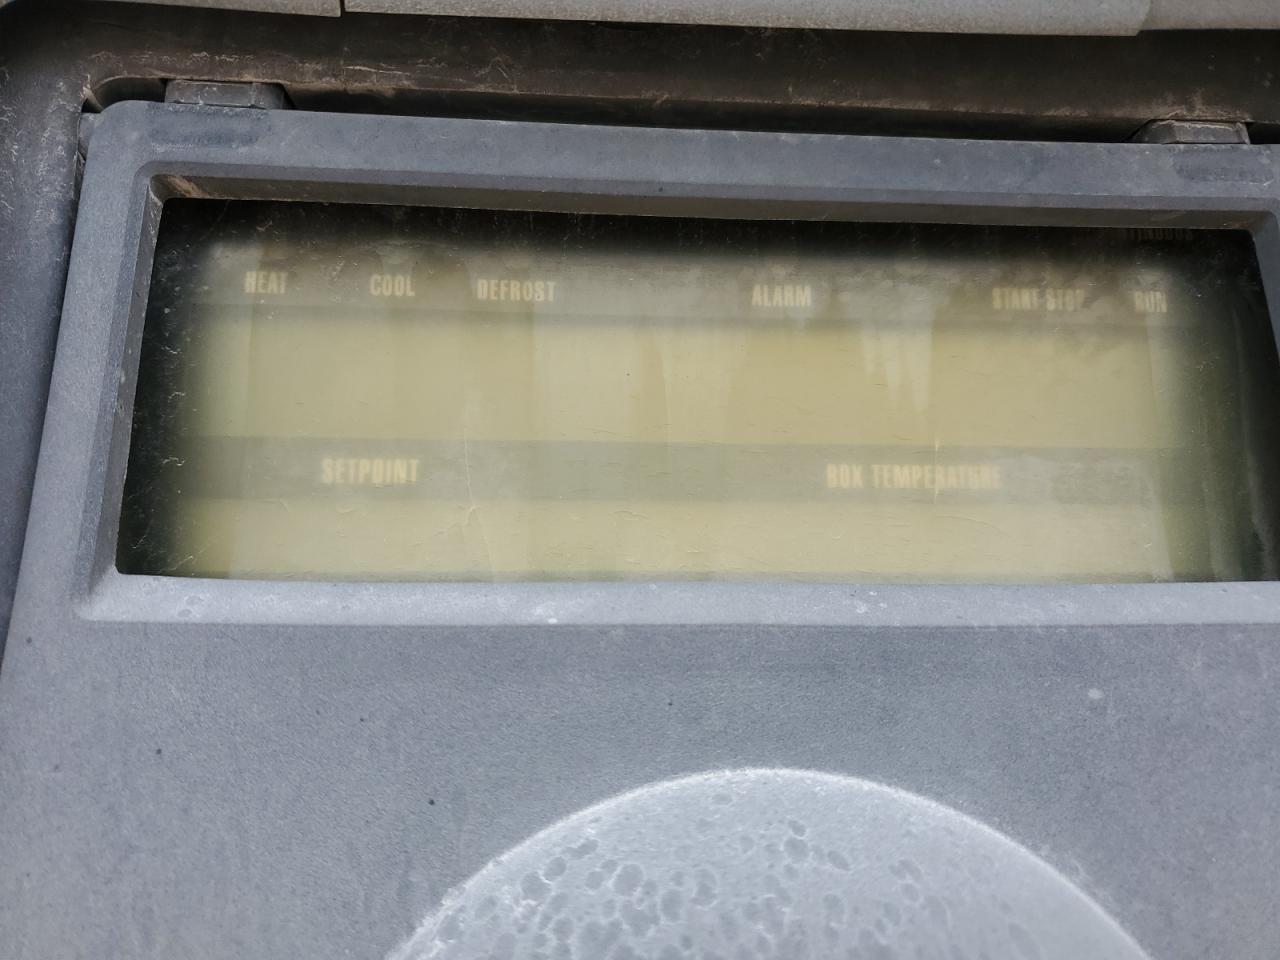 HEAT COOL DEFROST ALARM START-STOP RUN
SETPOINT BOX TEMPERATURE